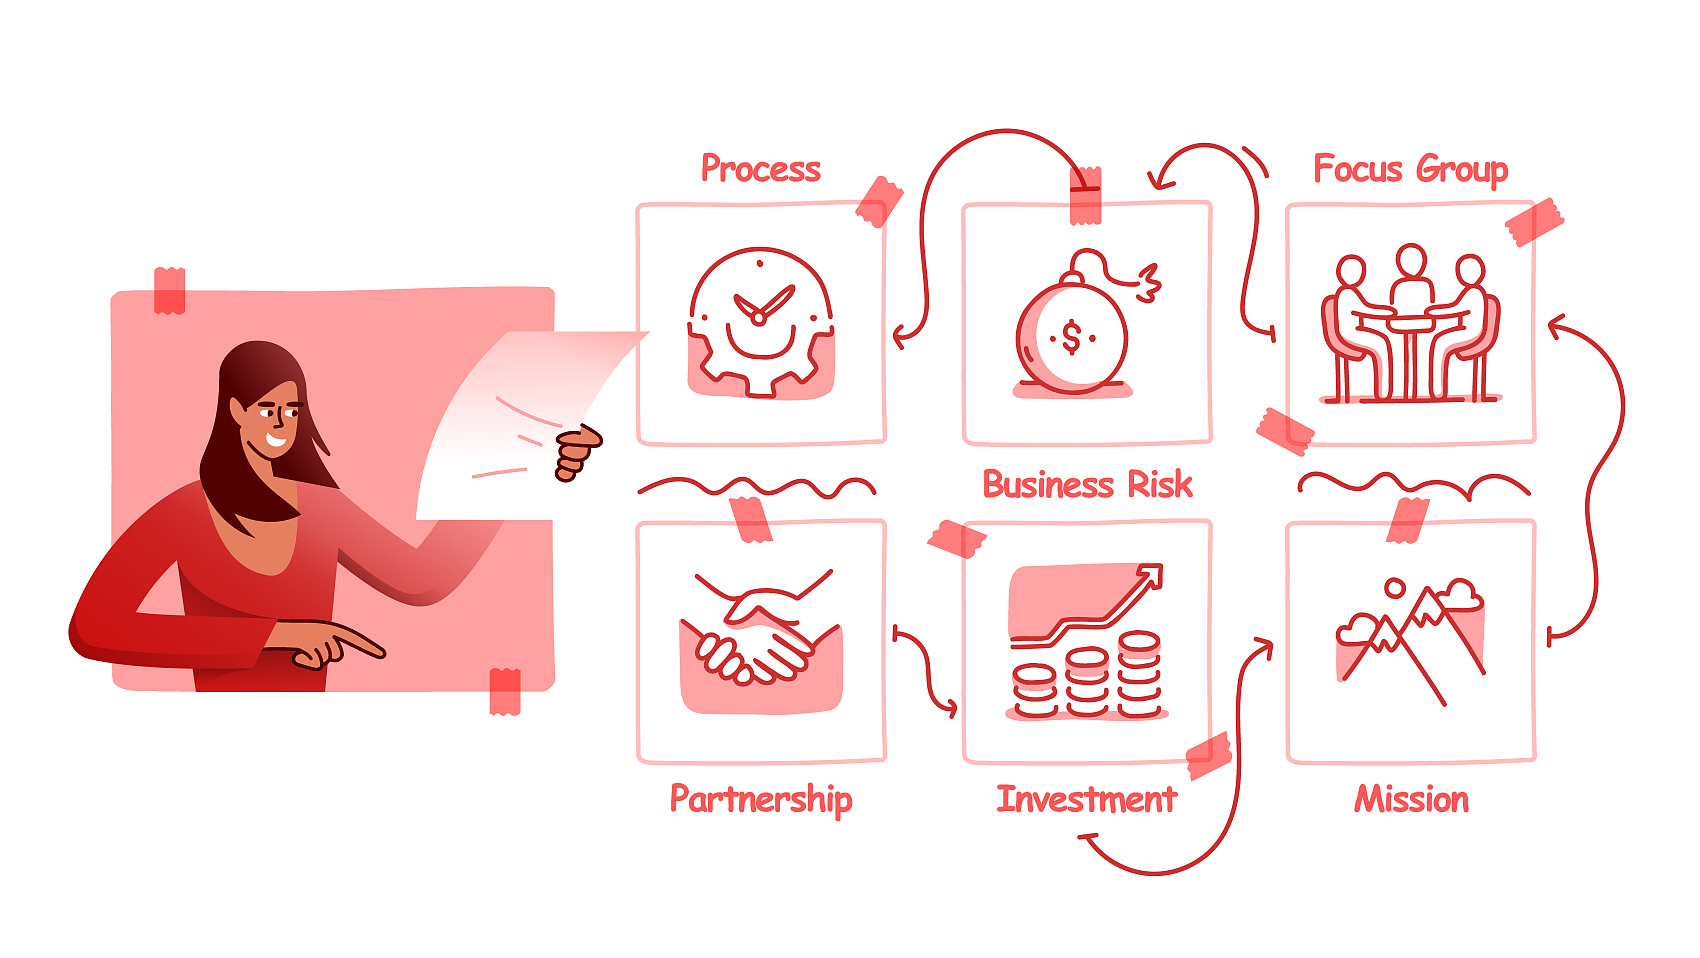 Process
Focus Group
$
Business Risk
Partnership
Investment
Mission